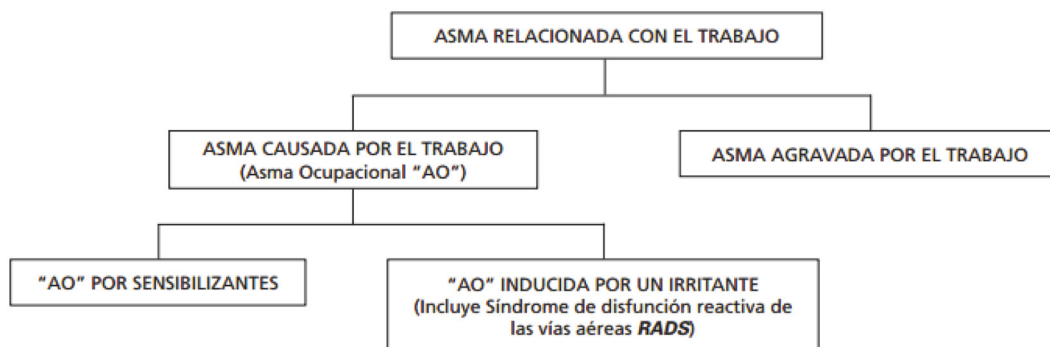 ASMA RELACIONADA CON EL TRABAJO
ASMA CAUSADA POR EL TRABAJO
(Asma Ocupacional “AO”)
ASMA AGRAVADA POR EL TRABAJO
“AO” POR SENSIBILIZANTES
“AO” INDUCIDA POR UN IRRITANTE
(Incluye Síndrome de disfunción reactiva de
las vías aéreas RADS)